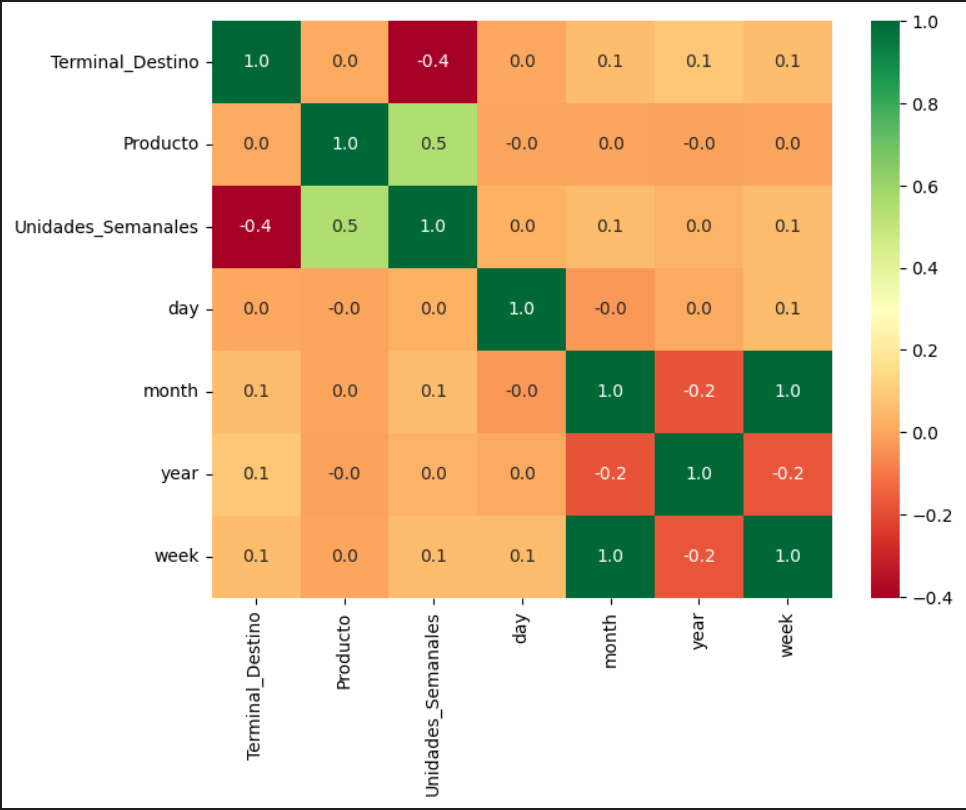 Terminal_Destino 1.0 0.0 -0.4 0.0 0.1 0.1 0.1
Producto 0.0 1.0 0.5 -0.0 0.0 -0.0 0.0
Unidades_Semanales -0.4 0.5 1.0 0.0 0.1 0.0 0.1
day 0.0 -0.0 0.0 1.0 -0.0 0.0 0.1
month 0.1 0.0 0.1 -0.0 1.0 -0.2 1.0
year 0.1 -0.0 0.0 0.0 -0.2 1.0 -0.2
week 0.1 0.0 0.1 0.1 1.0 -0.2 1.0
Terminal_Destino
Producto
Unidades_Semanales
day
month
year
week
1.0
0.8
0.6
0.4
0.2
0.0
−0.2
−0.4